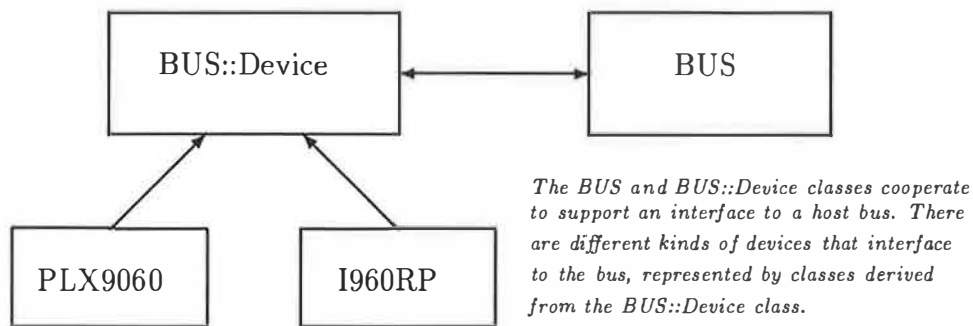 BUS::Device
BUS
PLX9060
I960RP
The BUS and BUS::Device classes cooperate
to support an interface to a host bus. There
are different kinds of devices that interface
to the bus, represented by classes derived
from the BUS::Device class.